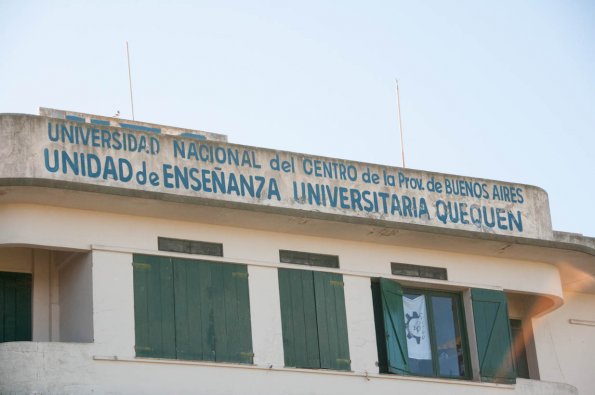 UNIVERSIDAD NACIONAL del CENTRO de la Prov. de BUENOS AIRES
UNIDAD de ENSEÑANZA UNIVERSITARIA QUEQUEN